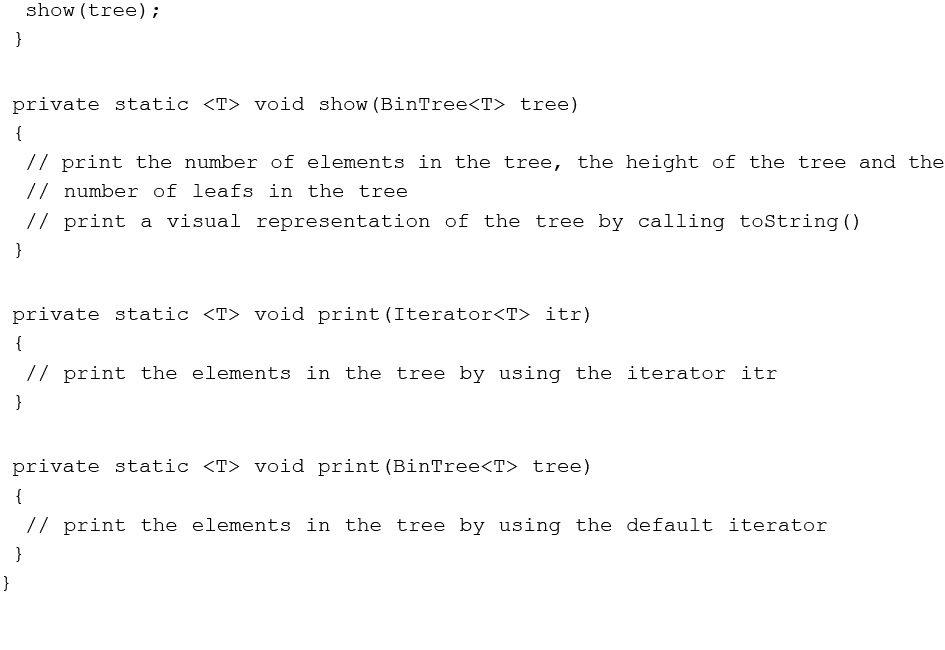 show(tree);
}
private static <T> void show(BinTree<T> tree)
{
// print the number of elements in the tree, the height of the tree and the
// number of leafs in the tree
// print a visual representation of the tree by calling toString()
}
private static <T> void print(Iterator<T> itr)
{
// print the elements in the tree by using the iterator itr
}
private static <T> void print(BinTree<T> tree)
{
// print the elements in the tree by using the default iterator
}
}